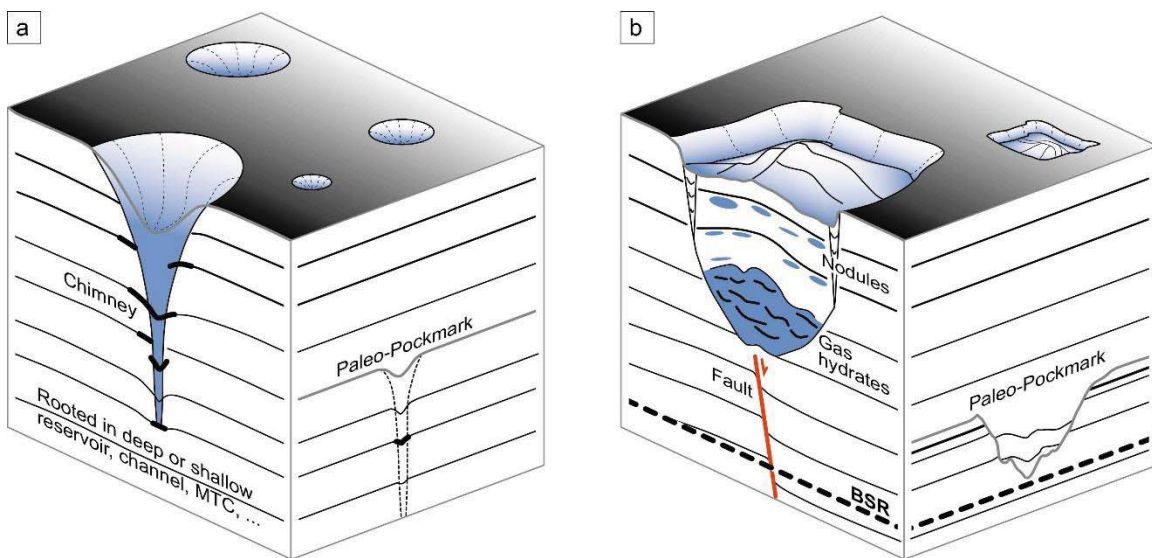 a
Chimney
Rooted in deep or shallow
reservoir, channel, MTC, ...
Paleo-Pockmark
b
Nodules
Gas
hydrates
Fault
BSR
Paleo-Pockmark